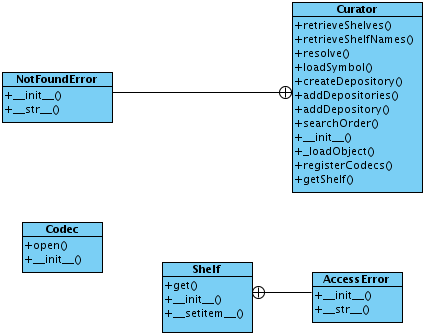 Curator
+retrieveShelves()
+retrieveShelfNames()
+resolve()
+loadSymbol()
+createDepository()
+addDepositories()
+addDepository()
+searchOrder()
+__init__()
+_loadObject()
+registerCodecs()
+getShelf()
NotFoundError
+__init__()
+__str__()
Codec
+open()
+__init__()
Shelf
+get()
+__init__()
+__setitem__()
AccessError
+__init__()
+__str__()